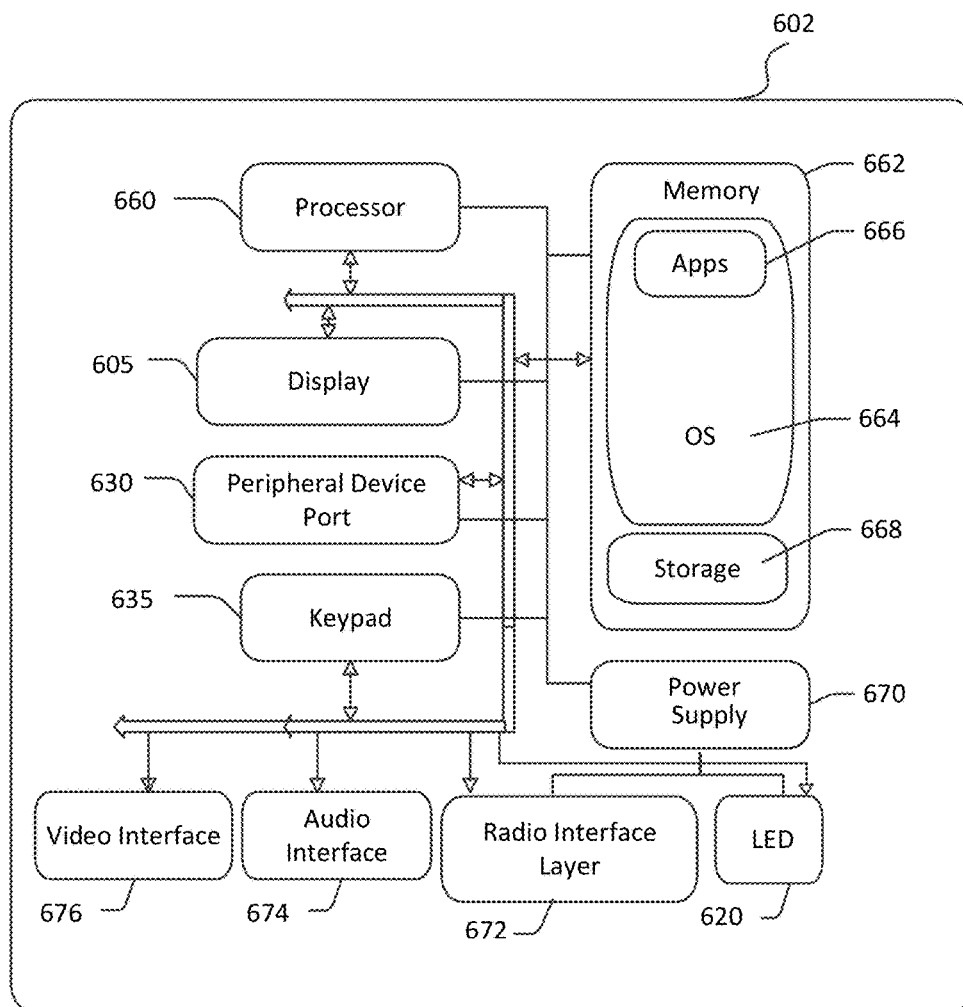 602
662
Memory
660
Processor
666
Apps
605
Display
OS
664
630
Peripheral Device
Port
668
Storage
635
Keypad
Power
Supply
670
Video Interface
Audio
Interface
Radio Interface
Layer
LED
676
674
672
620